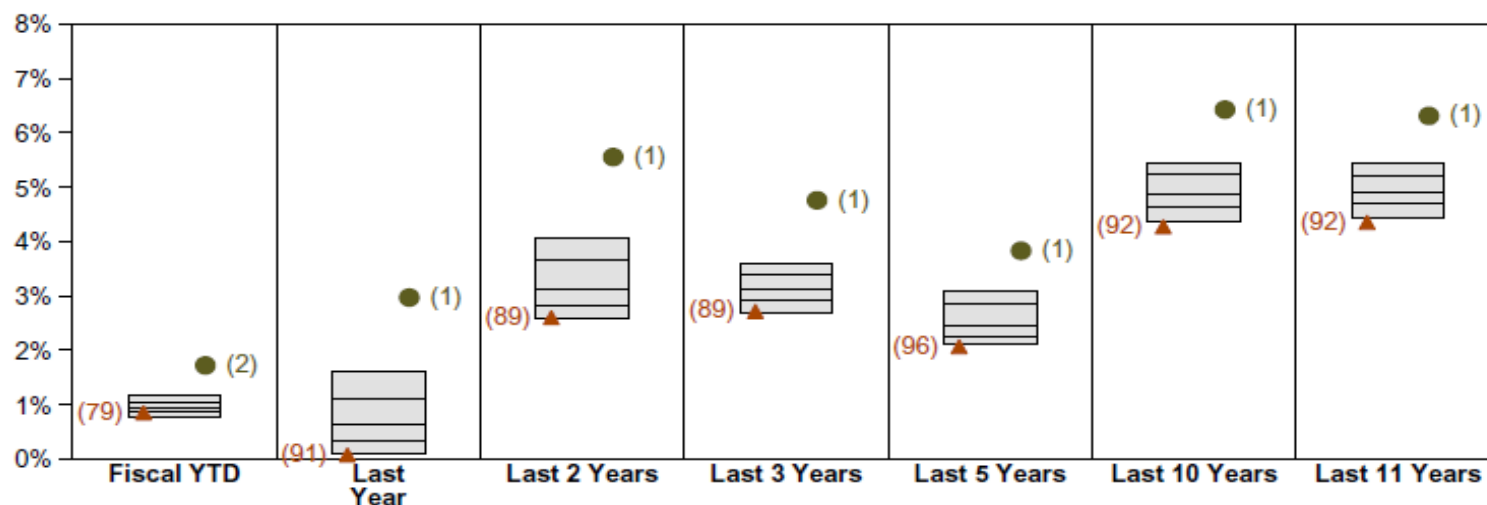 8%
7%
6%
5%
4%
3%
2%
1%
0%
(79) (2)
(91) (1)
(89) (1)
(89) (1)
(96) (1)
(92) (1)
(92) (1)
Fiscal YTD
Last
Year
Last 2 Years
Last 3 Years
Last 5 Years
Last 10 Years
Last 11 Years